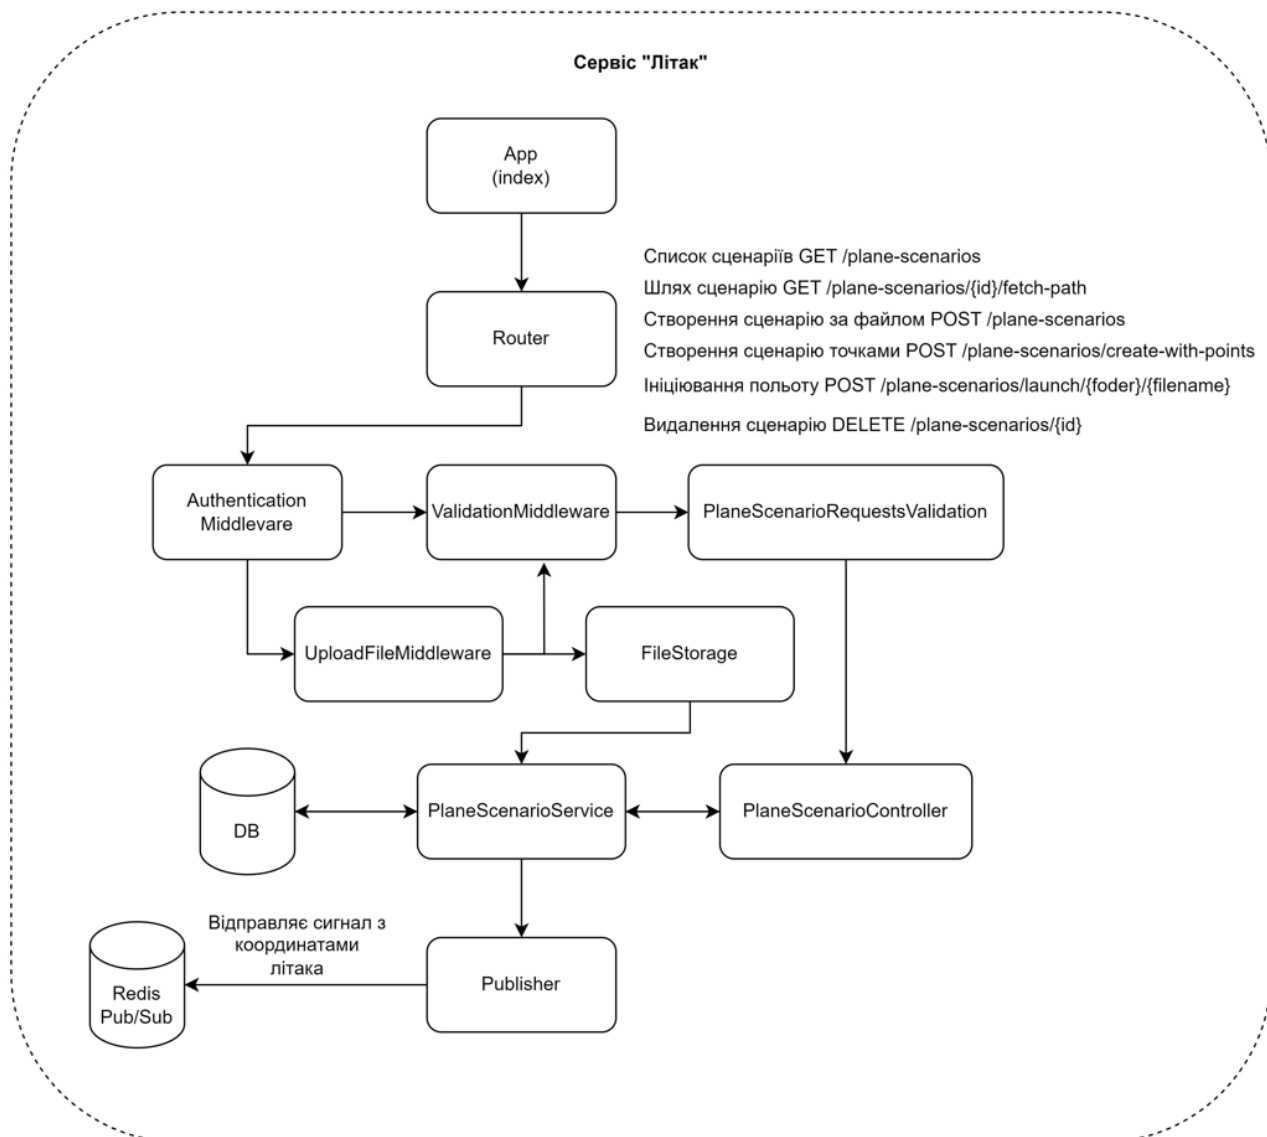 Сервіс "Літак"
App
(index)
Список сценаріїв GET /plane-scenarios
Шлях сценарію GET /plane-scenarios/{id}/fetch-path
Router
Створення сценарію за файлом POST /plane-scenarios
Створення сценарію точками POST /plane-scenarios/create-with-points
Ініціювання польоту POST /plane-scenarios/launch/{foder}/{filename}
Видалення сценарію DELETE /plane-scenarios/{id}
Authentication
Middlevare
ValidationMiddleware
PlaneScenarioRequestsValidation
UploadFileMiddleware
FileStorage
DB
PlaneScenarioService
PlaneScenarioController
Відправляє сигнал з
координатами
літака
Redis
Pub/Sub
Publisher